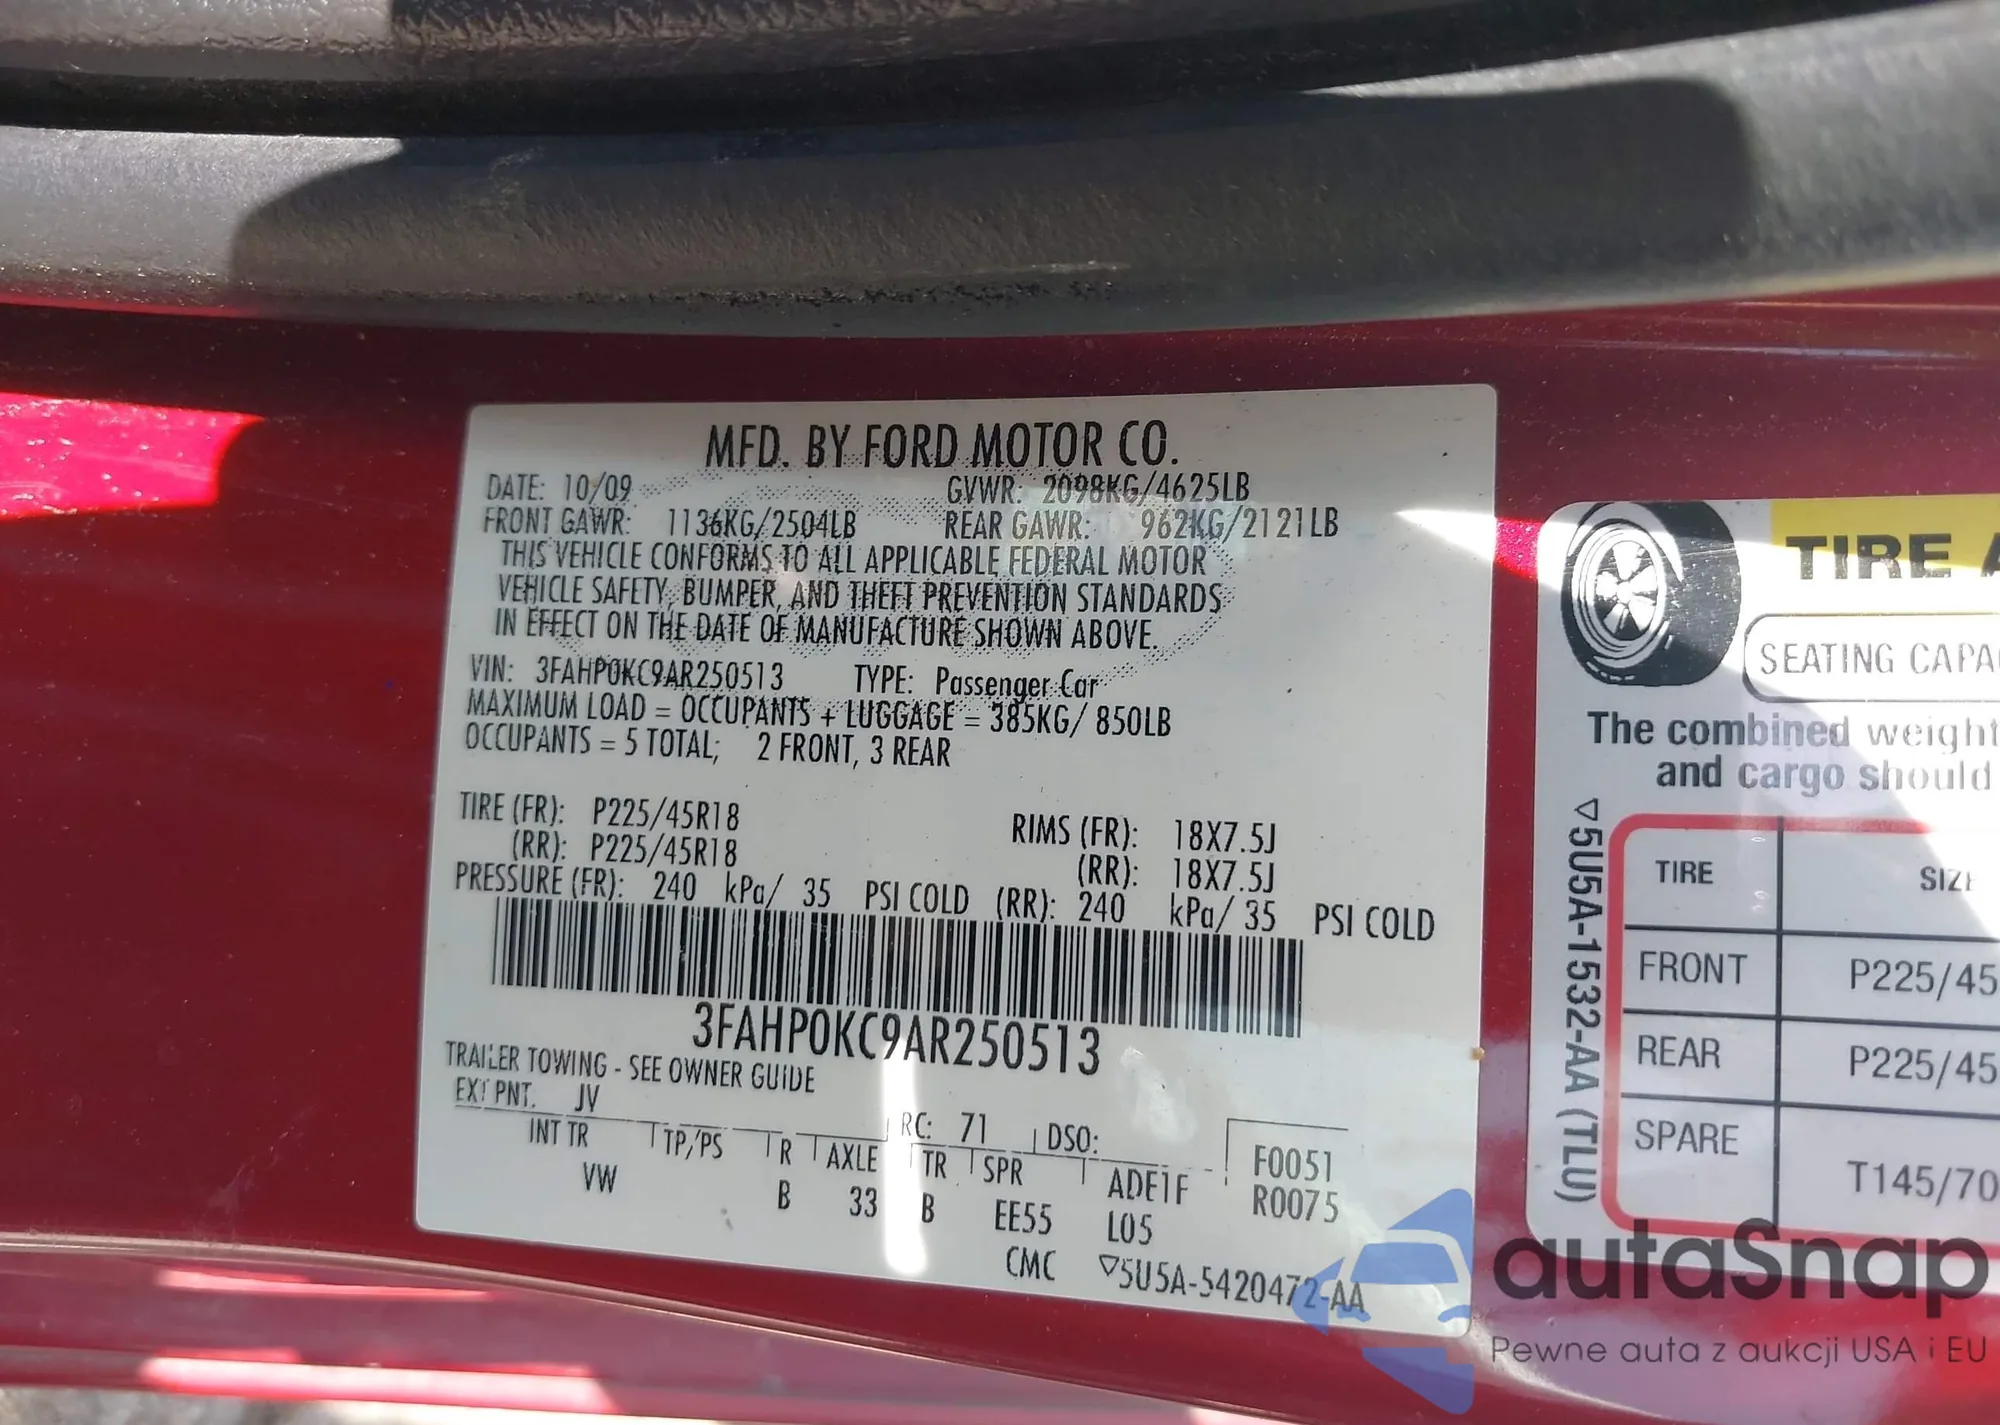 MFD. BY FORD MOTOR CO.
DATE: 10/09 GVWR: 2098KG/4625LB
FRONT GAWR: 1136KG/2504LB REAR GAWR: 962KG/2121LB
THIS VEHICLE CONFORMS TO ALL APPLICABLE FEDERAL MOTOR
VEHICLE SAFETY, BUMPER, AND THEFT PREVENTION STANDARDS
IN EFFECT ON THE DATE OF MANUFACTURE SHOWN ABOVE.
VIN: 3FAHP0KC9AR250513 TYPE: Passenger Car
MAXIMUM LOAD = OCCUPANTS + LUGGAGE = 385KG/ 850LB
OCCUPANTS = 5 TOTAL; 2 FRONT, 3 REAR
TIRE (FR): P225/45R18 RIMS (FR): 18X7.5J
(RR): P225/45R18 (RR): 18X7.5J
PRESSURE (FR): 240 kPa/ 35 PSI COLD (RR): 240 kPa/ 35 PSI COLD
3FAHP0KC9AR250513
TRAILER TOWING - SEE OWNER GUIDE
EXT PNT. JV RC: 71 DSO:
INT TR TP/PS R AXLE TR SPR ADE1F F0051
VW B 33 B EE55 L05 R0075
CMC ▽5U5A-5420472-AA
TIRE A
SEATING CAPA
The combined weight
and cargo should
▽5U5A-1532-AA (TLU)
TIRE SIZE
FRONT P225/45
REAR P225/45
SPARE T145/70
autaSnap
Pewne auta z aukcji USA i EU